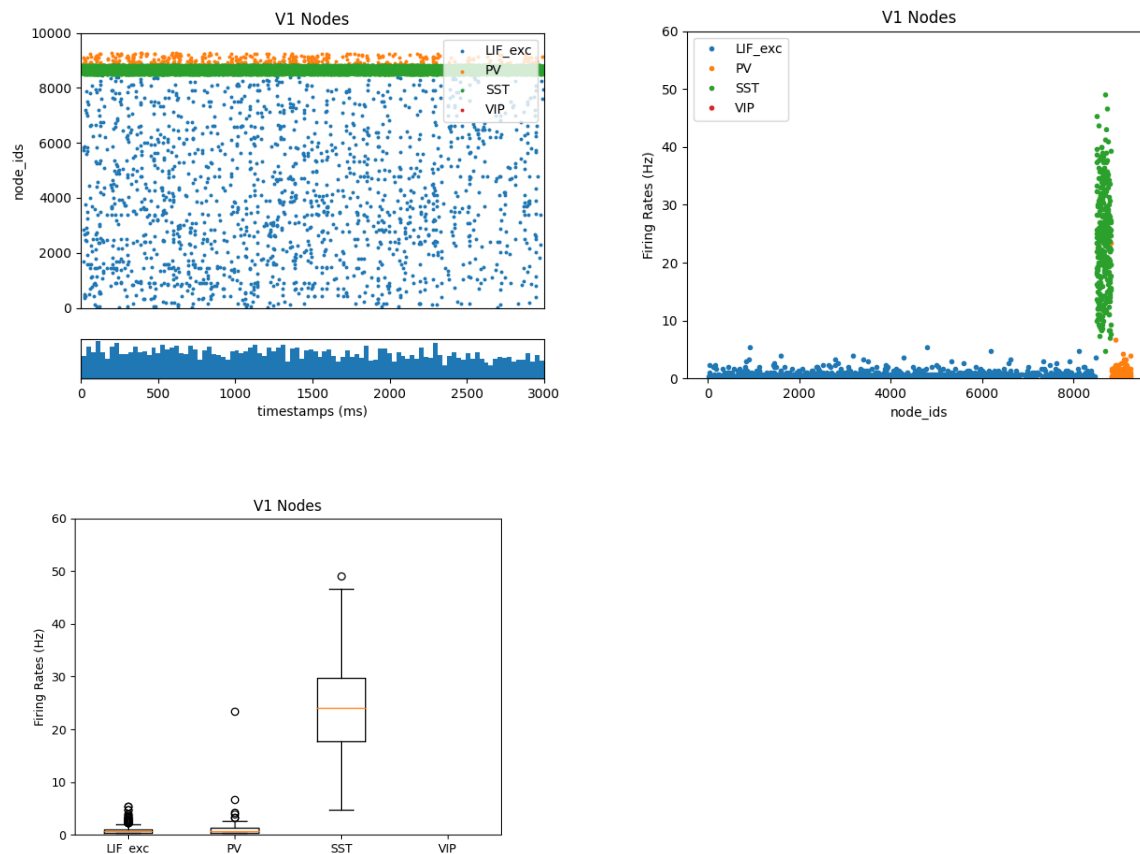 V1 Nodes
10000
8000
6000
4000
2000
0
node_ids
LIF_exc
PV
SST
VIP
0
500
1000
1500
2000
2500
3000
timestamps (ms)
V1 Nodes
60
50
40
30
20
10
0
Firing Rates (Hz)
LIF_exc
PV
SST
VIP
0
2000
4000
6000
8000
node_ids
V1 Nodes
60
50
40
30
20
10
0
Firing Rates (Hz)
LIF_exc
PV
SST
VIP